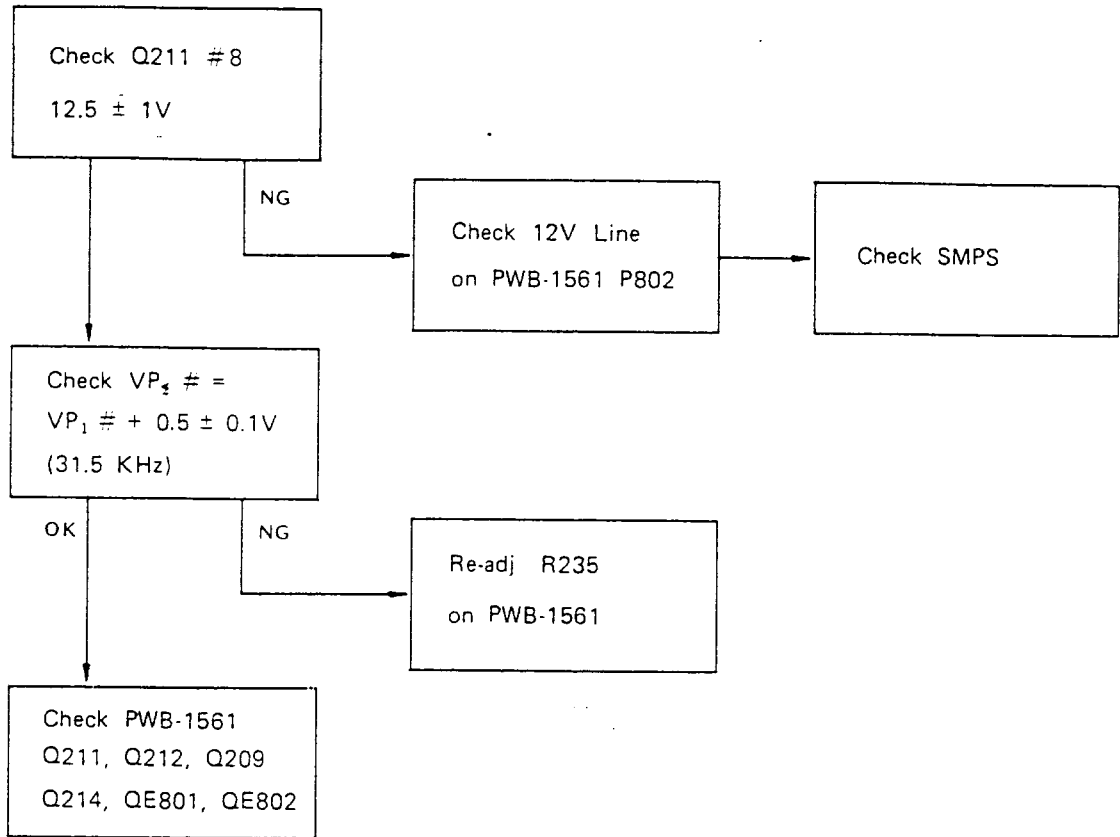 Check Q211 #8
12.5 ± 1V
NG
Check 12V Line
on PWB-1561 P802
Check SMPS
Check # =
VP₁ # + 0.5 ± 0.1V
(31.5 KHz)
OK
NG
Re-adj R235
on PWB-1561
Check PWB-1561
Q211, Q212, Q209
Q214, QE801, QE802